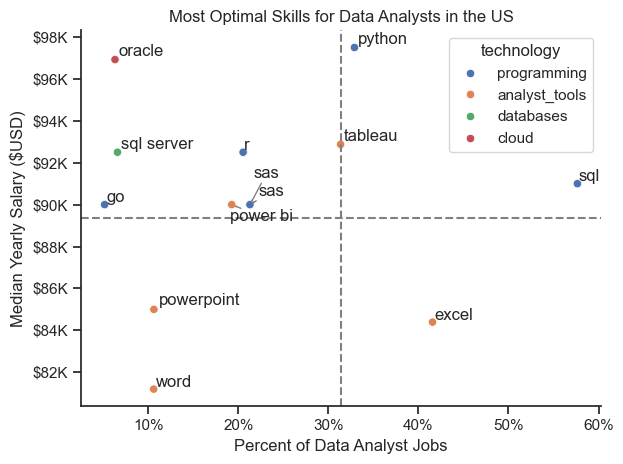 Most Optimal Skills for Data Analysts in the US
$98K
$96K
$94K
$92K
$90K
$88K
$86K
$84K
$82K
Median Yearly Salary ($USD)
oracle
python
technology
programming
analyst_tools
databases
cloud
sql server
r
tableau
sas
sas
sql
go
power bi
powerpoint
excel
word
10%
20%
30%
40%
50%
60%
Percent of Data Analyst Jobs